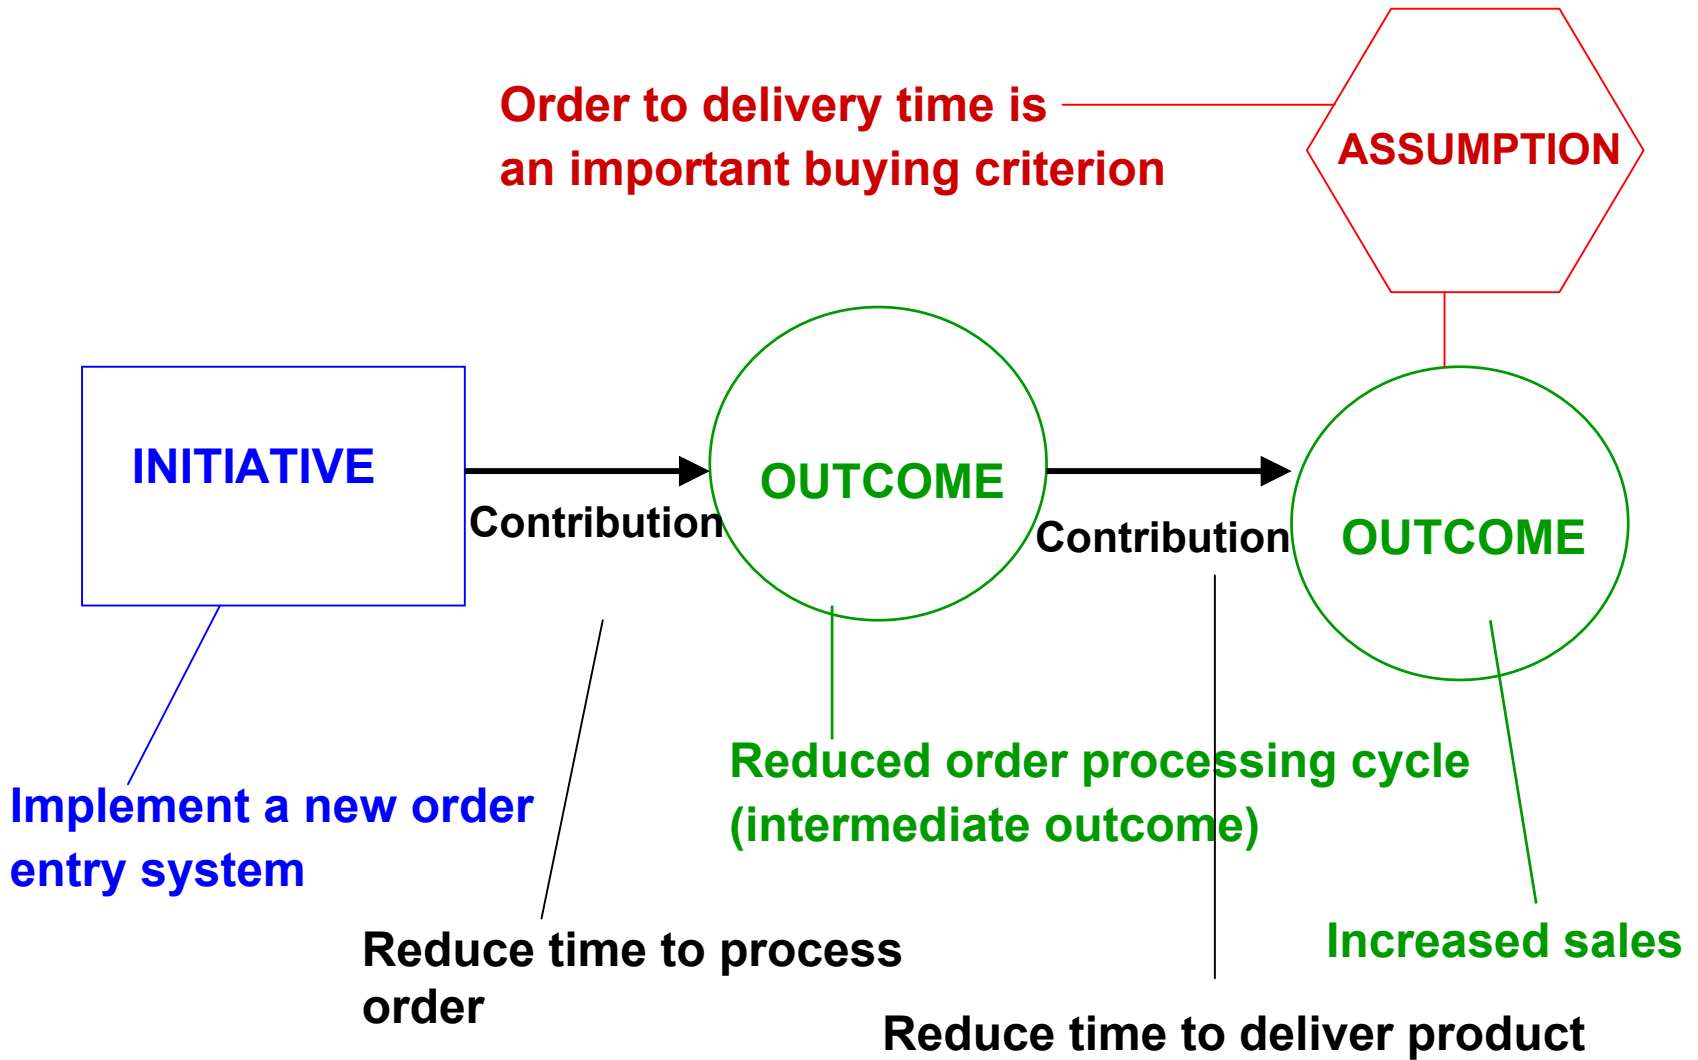 Order to delivery time is
an important buying criterion
ASSUMPTION
INITIATIVE
Contribution
OUTCOME
Contribution
OUTCOME
Implement a new order
entry system
Reduced order processing cycle
(intermediate outcome)
Reduce time to process
order
Increased sales
Reduce time to deliver product